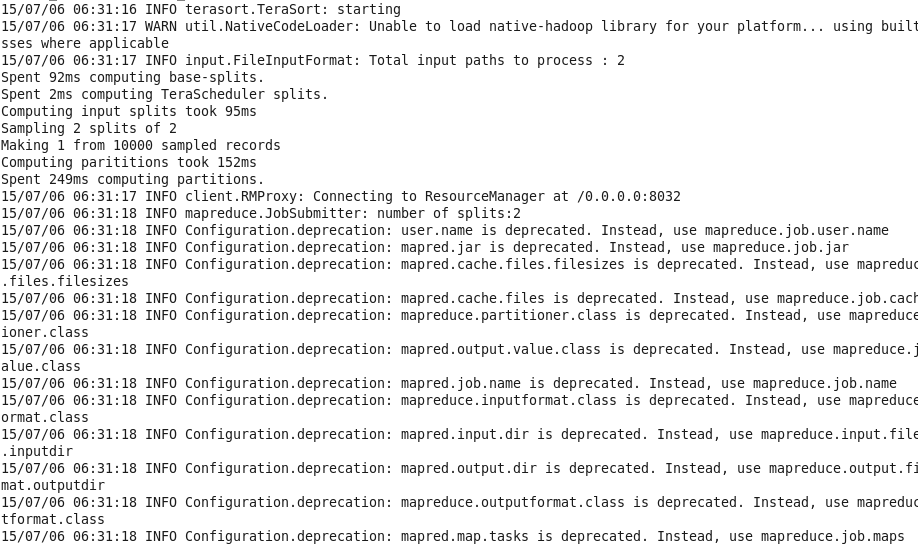 15/07/06 06:31:16 INFO terasort.TeraSort: starting
15/07/06 06:31:17 WARN util.NativeCodeLoader: Unable to load native-hadoop library for your platform... using built
sses where applicable
15/07/06 06:31:17 INFO input.FileInputFormat: Total input paths to process : 2
Spent 92ms computing base-splits.
Spent 2ms computing TeraScheduler splits.
Computing input splits took 95ms
Sampling 2 splits of 2
Making 1 from 10000 sampled records
Computing parititions took 152ms
Spent 249ms computing partitions.
15/07/06 06:31:17 INFO client.RMProxy: Connecting to ResourceManager at /0.0.0.0:8032
15/07/06 06:31:18 INFO mapreduce.JobSubmitter: number of splits:2
15/07/06 06:31:18 INFO Configuration.deprecation: user.name is deprecated. Instead, use mapreduce.job.user.name
15/07/06 06:31:18 INFO Configuration.deprecation: mapred.jar is deprecated. Instead, use mapreduce.job.jar
15/07/06 06:31:18 INFO Configuration.deprecation: mapred.cache.files.filesizes is deprecated. Instead, use mapreduc
.files.filesizes
15/07/06 06:31:18 INFO Configuration.deprecation: mapred.cache.files is deprecated. Instead, use mapreduce.job.cach
15/07/06 06:31:18 INFO Configuration.deprecation: mapreduce.partitioner.class is deprecated. Instead, use mapreduce
ioner.class
15/07/06 06:31:18 INFO Configuration.deprecation: mapred.output.value.class is deprecated. Instead, use mapreduce.j
alue.class
15/07/06 06:31:18 INFO Configuration.deprecation: mapred.job.name is deprecated. Instead, use mapreduce.job.name
15/07/06 06:31:18 INFO Configuration.deprecation: mapreduce.inputformat.class is deprecated. Instead, use mapreduce
ormat.class
15/07/06 06:31:18 INFO Configuration.deprecation: mapred.input.dir is deprecated. Instead, use mapreduce.input.file
.inputdir
15/07/06 06:31:18 INFO Configuration.deprecation: mapred.output.dir is deprecated. Instead, use mapreduce.output.fi
mat.outputdir
15/07/06 06:31:18 INFO Configuration.deprecation: mapreduce.outputformat.class is deprecated. Instead, use mapreduc
tformat.class
15/07/06 06:31:18 INFO Configuration.deprecation: mapred.map.tasks is deprecated. Instead, use mapreduce.job.maps